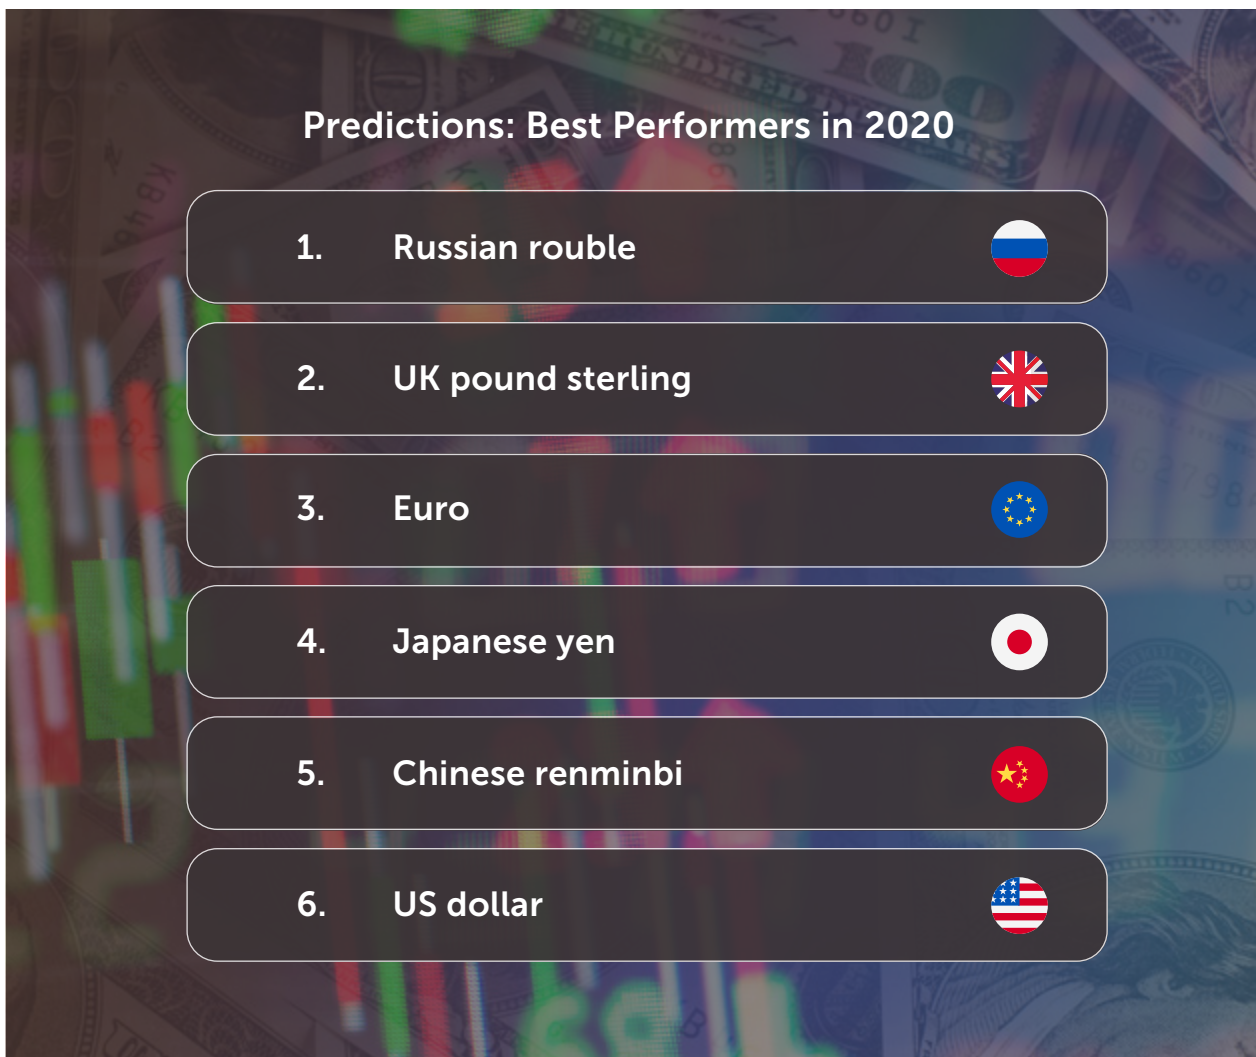 Predictions: Best Performers in 2020
1. Russian rouble
2. UK pound sterling
3. Euro
4. Japanese yen
5. Chinese renminbi
6. US dollar